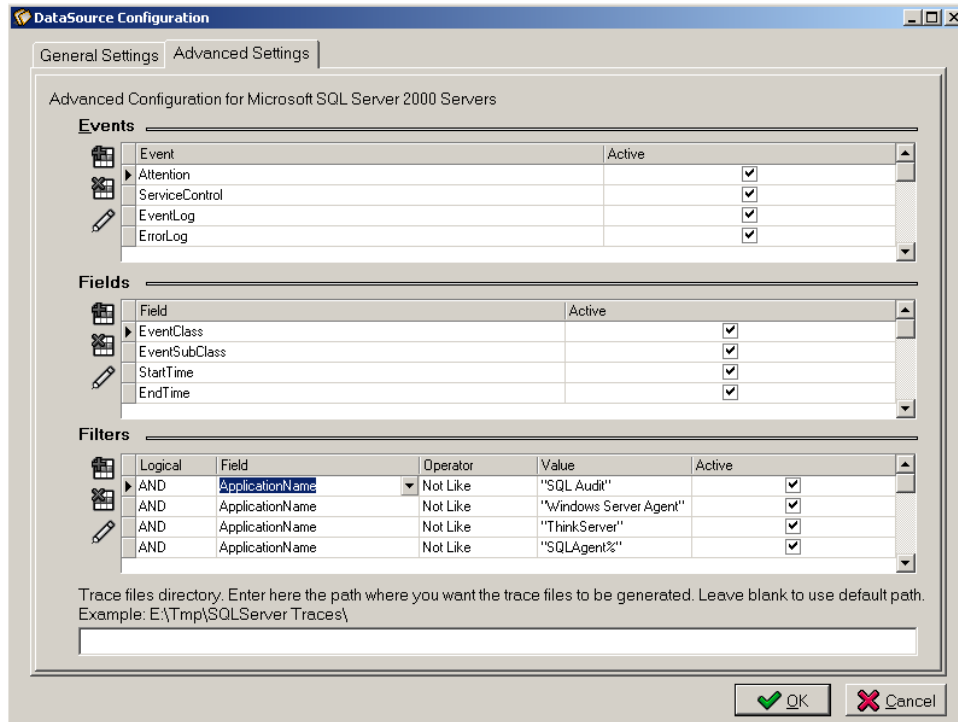 DataSource Configuration
General Settings Advanced Settings
Advanced Configuration for Microsoft SQL Server 2000 Servers
Events
Event Active
Attention
ServiceControl
EventLog
ErrorLog
Fields
Field Active
EventClass
EventSubClass
StartTime
EndTime
Filters
Logical Field Operator Value Active
AND ApplicationName Not Like "SQL Audit"
AND ApplicationName Not Like "Windows Server Agent"
AND ApplicationName Not Like "ThinkServer"
AND ApplicationName Not Like "SQLAgent%"
Trace files directory. Enter here the path where you want the trace files to be generated. Leave blank to use default path.
Example: E:\Tmp\SQLServer Traces\
OK Cancel